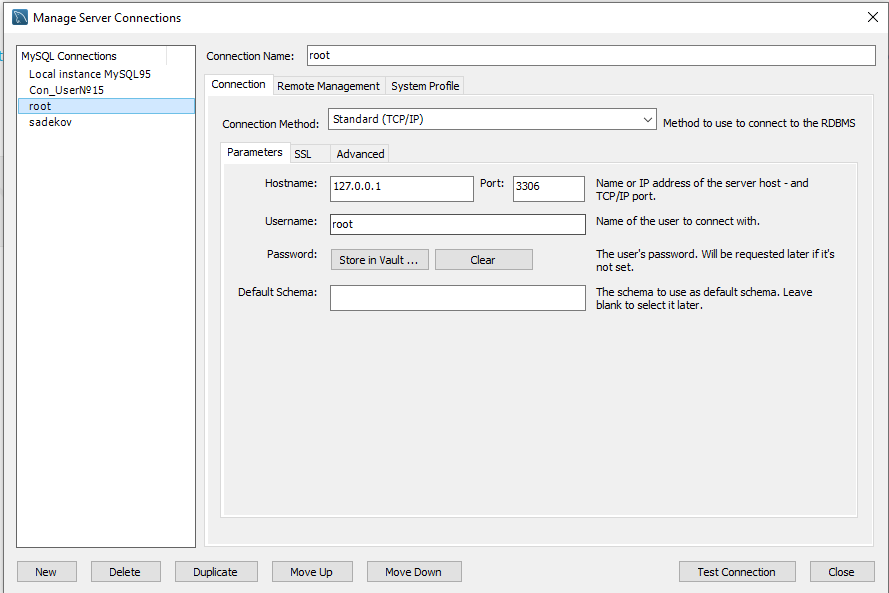 Manage Server Connections
MySQL Connections
Local instance MySQL95
Con_UserNº15
root
sadekov
Connection Name:
root
Connection
Remote Management
System Profile
Connection Method:
Standard (TCP/IP)
Method to use to connect to the RDBMS
Parameters
SSL
Advanced
Hostname:
127.0.0.1
Port:
3306
Name or IP address of the server host - and
TCP/IP port.
Username:
root
Name of the user to connect with.
Password:
Store in Vault ...
Clear
The user's password. Will be requested later if it's
not set.
Default Schema:
The schema to use as default schema. Leave
blank to select it later.
New
Delete
Duplicate
Move Up
Move Down
Test Connection
Close